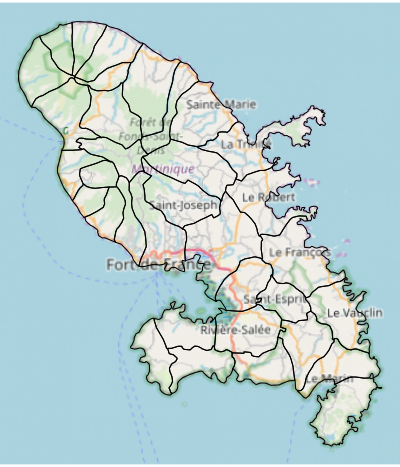 Sainte Marie
Forêt de
Fonds-Saint-
Denis
La Trinité
Martinique
Le Robert
Saint-Joseph
Le François
Fort-de-France
Saint-Esprit
Le Vauclin
Rivière-Salée
Le Marin